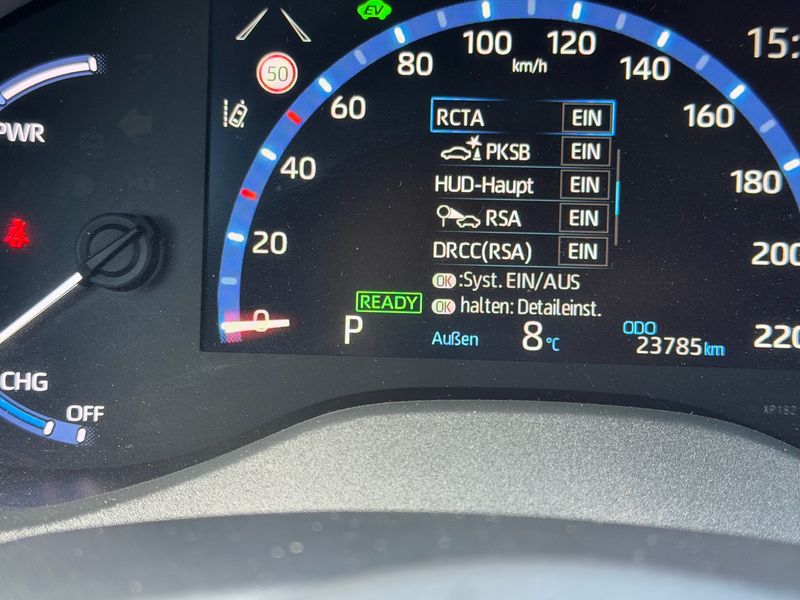 EV
100
120
15:
50
80
km/h
140
60
RCTA EIN
160
PWR
PKSB EIN
40
HUD-Haupt EIN
180
RSA EIN
20
DRCC(RSA) EIN
200
OK :Syst. EIN/AUS
READY
OK halten: Detaileinst.
0
P
Außen 8°C
ODO
23785km
220
CHG
OFF
XP18Z